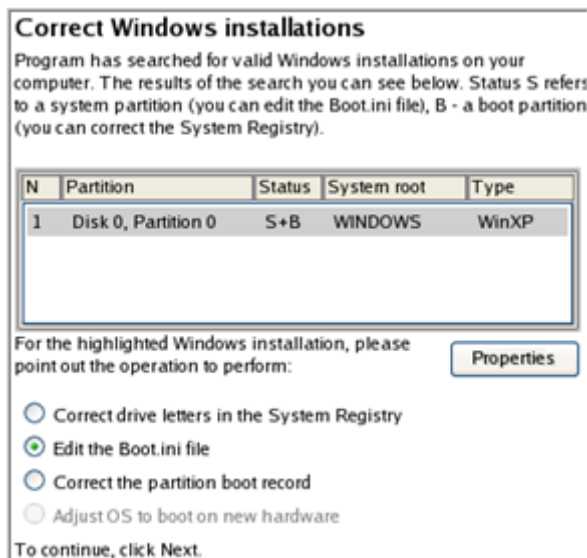 Correct Windows installations
Program has searched for valid Windows installations on your
computer. The results of the search you can see below. Status S refers
to a system partition (you can edit the Boot.ini file), B - a boot partition
(you can correct the System Registry).
N Partition Status System root Type
1 Disk 0, Partition 0 S+B WINDOWS WinXP
For the highlighted Windows installation, please
point out the operation to perform:
Properties
Correct drive letters in the System Registry
Edit the Boot.ini file
Correct the partition boot record
Adjust OS to boot on new hardware
To continue, click Next.